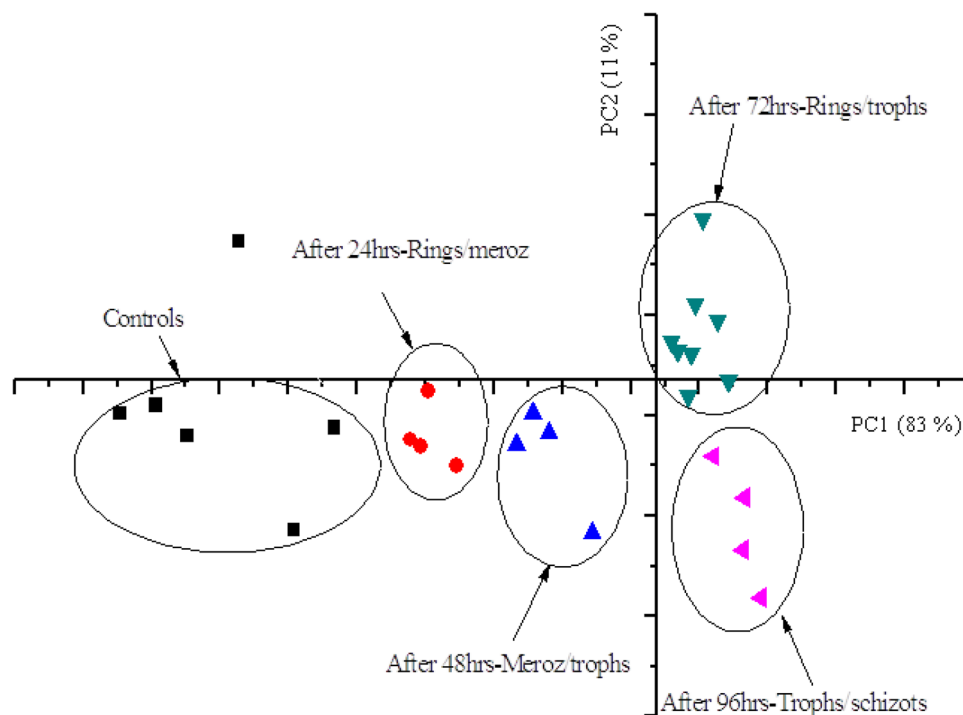 PC2 (11%)
After 72hrs-Rings/trophs
After 24hrs-Rings/meroz
Controls
PC1 (83 %)
After 48hrs-Meroz/trophs
After 96hrs-Trophs/schizots